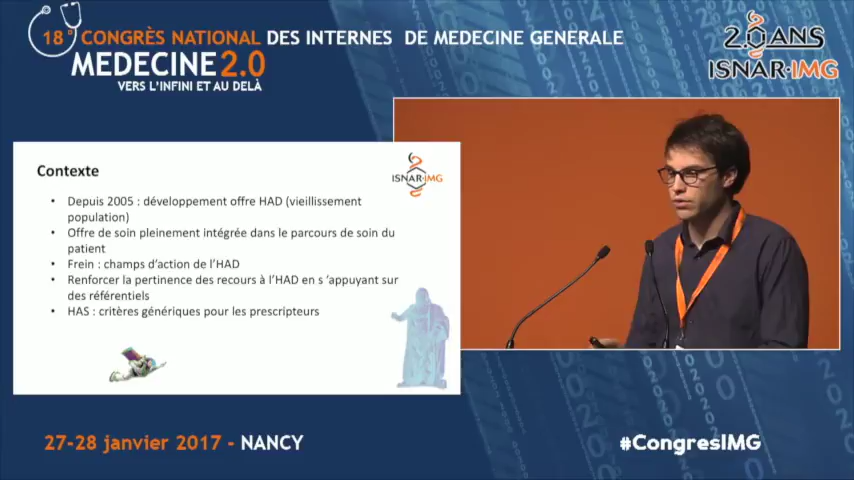 18e CONGRÈS NATIONAL DES INTERNES DE MEDECINE GENERALE
MEDECINE 2.0
VERS L'INFINI ET AU DELÀ
2.0 ANS
ISNAR-IMG
Contexte
ISNAR-IMG
• Depuis 2005 : développement offre HAD (vieillissement
population)
• Offre de soin pleinement intégrée dans le parcours de soin du
patient
• Frein : champs d'action de l'HAD
• Renforcer la pertinence des recours à l'HAD en s 'appuyant sur
des référentiels
• HAS : critères génériques pour les prescripteurs
27-28 janvier 2017 - NANCY
#CongresIMG